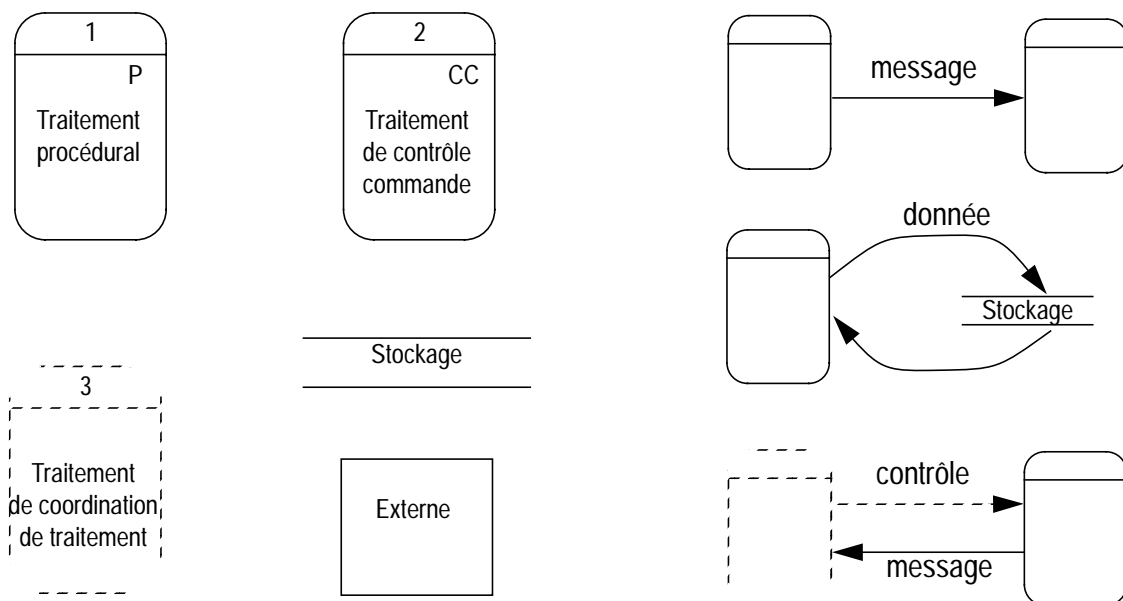 1
P
Traitement
procédural
2
CC
Traitement
de contrôle
commande
message
donnée
Stockage
Stockage
3
Traitement
de coordination
de traitement
Externe
contrôle
message